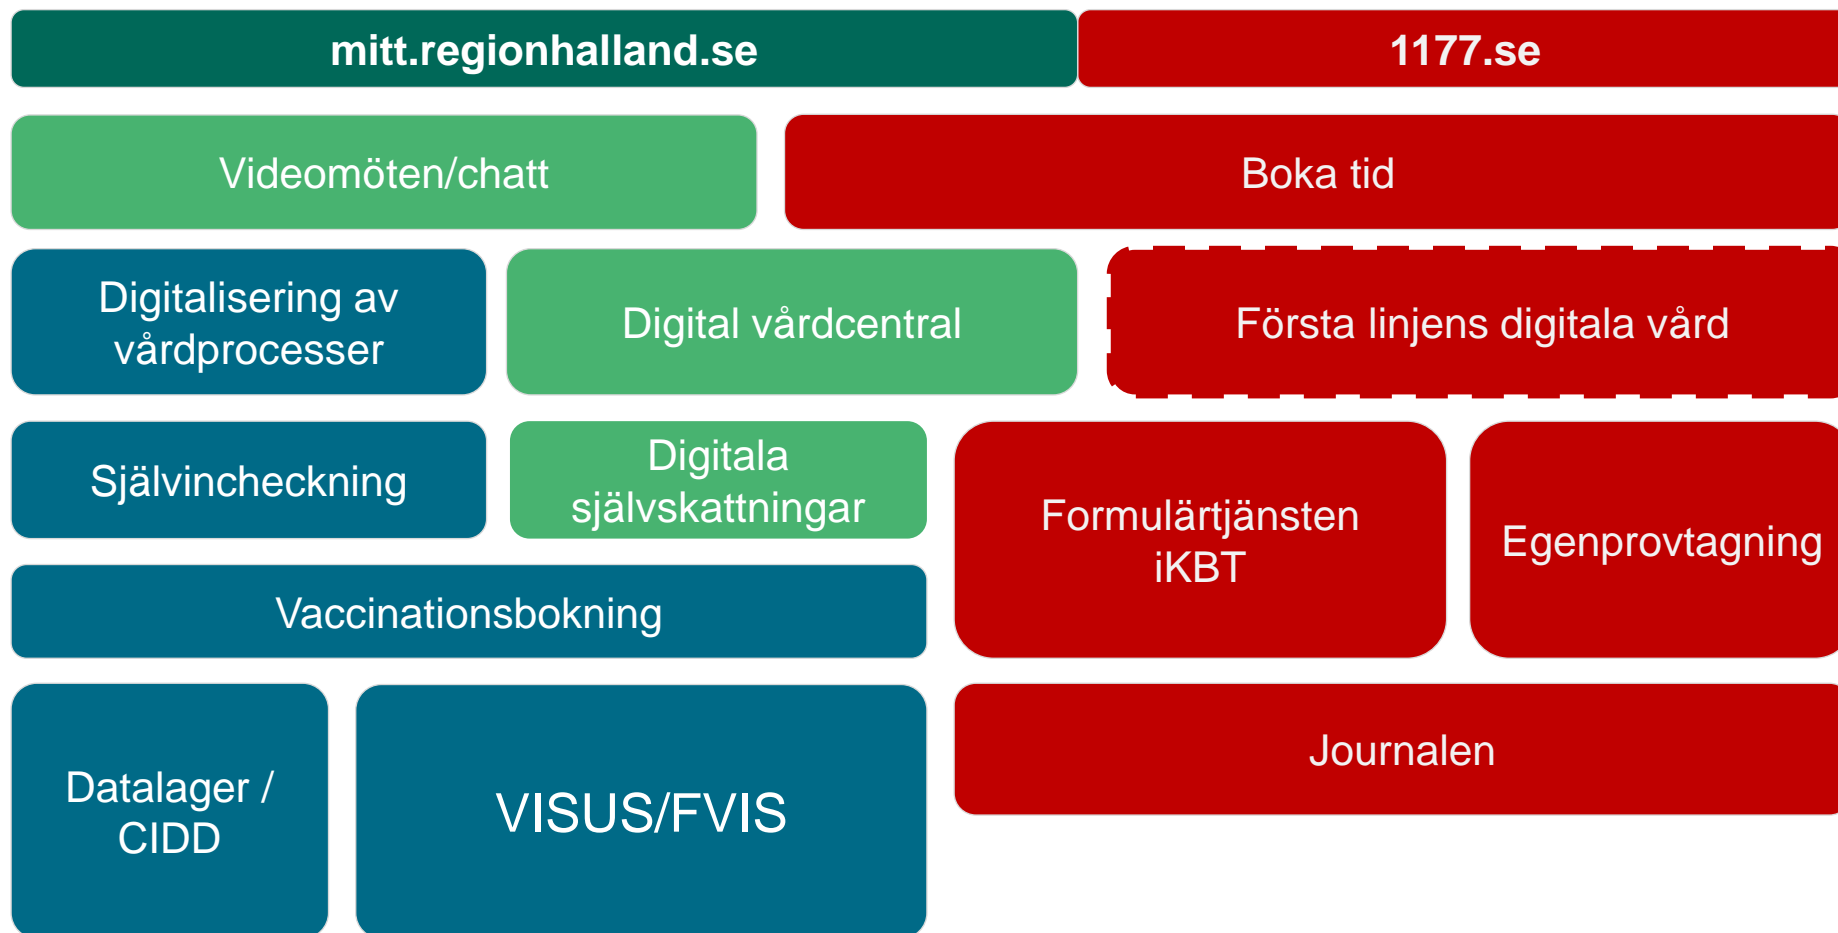 mitt.regionhalland.se
1177.se
Videomöten/chatt
Boka tid
Digitalisering av
vårdprocesser
Digital vårdcentral
Första linjens digitala vård
Självincheckning
Digitala
självskattningar
Formulärtjänsten
iKBT
Egenprovtagning
Vaccinationsbokning
Datalager /
CIDD
VISUS/FVIS
Journalen